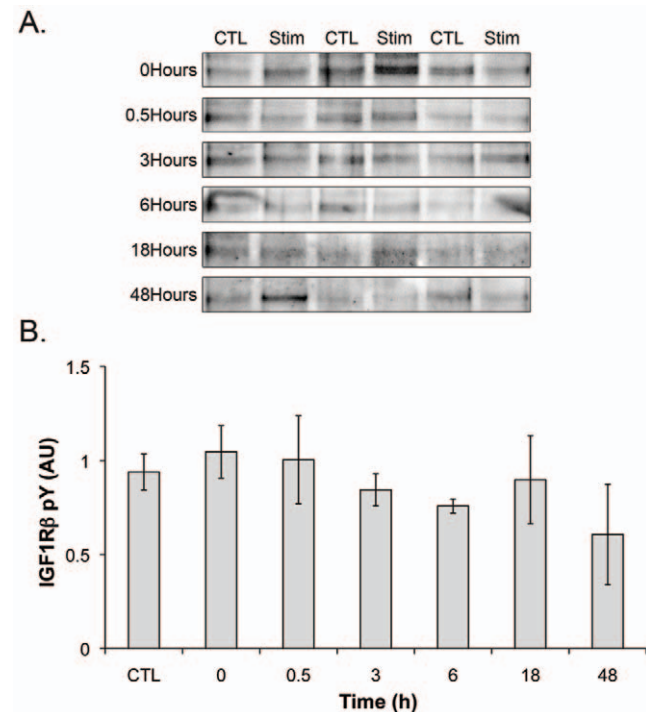 A.
CTL Stim CTL Stim CTL Stim
0Hours
0.5Hours
3Hours
6Hours
18Hours
48Hours
B.
IGF1Rβ pY (AU)
1.5
1
0.5
0
CTL 0 0.5 3 6 18 48
Time (h)